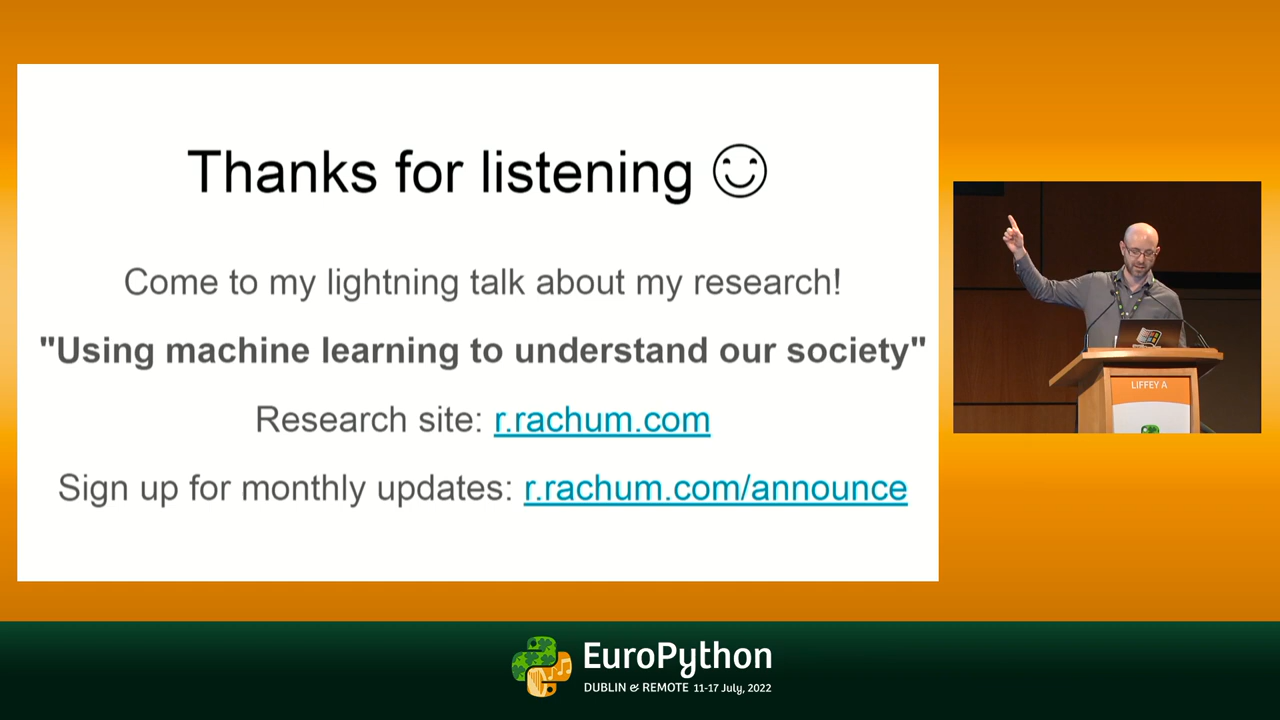 Thanks for listening ☺
Come to my lightning talk about my research!
"Using machine learning to understand our society"
Research site: r.rachum.com
Sign up for monthly updates: r.rachum.com/announce
LIFFEY A
EuroPython
DUBLIN & REMOTE 11-17 July, 2022